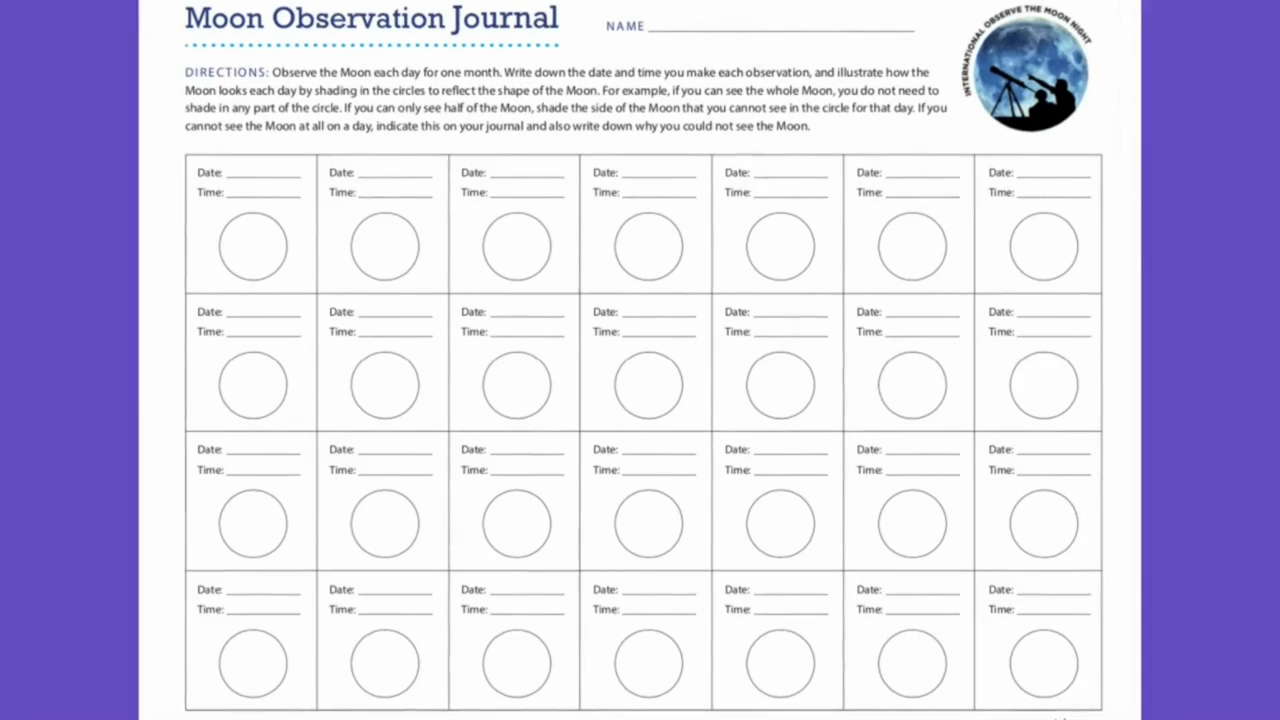 Moon Observation Journal
NAME
INTERNATIONAL OBSERVE THE MOON NIGHT
DIRECTIONS: Observe the Moon each day for one month. Write down the date and time you make each observation, and illustrate how the
Moon looks each day by shading in the circles to reflect the shape of the Moon. For example, if you can see the whole Moon, you do not need to
shade in any part of the circle. If you can only see half of the Moon, shade the side of the Moon that you cannot see in the circle for that day. If you
cannot see the Moon at all on a day, indicate this on your journal and also write down why you could not see the Moon.
Date: Date: Date: Date: Date: Date: Date:
Time: Time: Time: Time: Time: Time: Time:
Date: Date: Date: Date: Date: Date: Date:
Time: Time: Time: Time: Time: Time: Time:
Date: Date: Date: Date: Date: Date: Date:
Time: Time: Time: Time: Time: Time: Time:
Date: Date: Date: Date: Date: Date: Date:
Time: Time: Time: Time: Time: Time: Time: